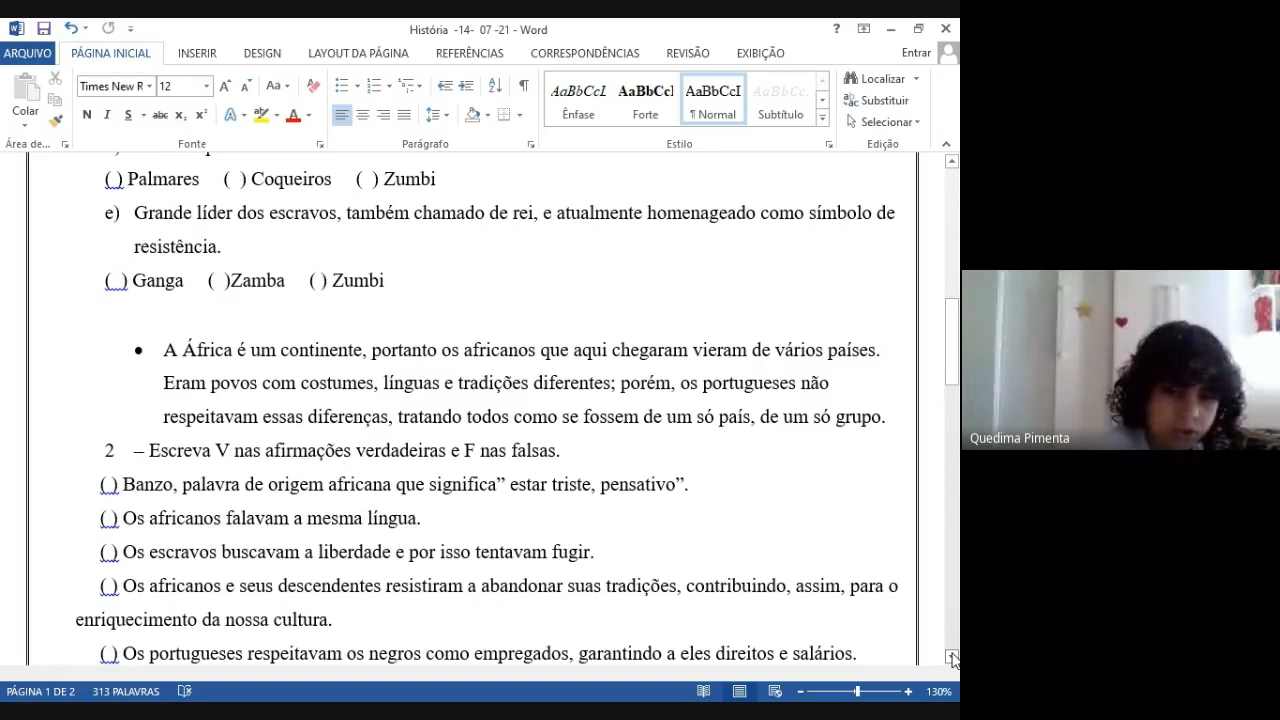 História -14- 07 -21 - Word
ARQUIVO PÁGINA INICIAL INSERIR DESIGN LAYOUT DA PÁGINA REFERÊNCIAS CORRESPONDÊNCIAS REVISÃO EXIBIÇÃO Entrar
Colar
Times New R 12
AaBbCcI AaBbCcI AaBbCcI AaBbCc.
Ênfase Forte ¶ Normal Subtítulo
Localizar
Substituir
Selecionar
Área de... Fonte Parágrafo Estilo Edição
( ) Palmares ( ) Coqueiros ( ) Zumbi
e) Grande líder dos escravos, também chamado de rei, e atualmente homenageado como símbolo de
resistência.
( ) Ganga ( )Zamba ( ) Zumbi
• A África é um continente, portanto os africanos que aqui chegaram vieram de vários países.
Eram povos com costumes, línguas e tradições diferentes; porém, os portugueses não
respeitavam essas diferenças, tratando todos como se fossem de um só país, de um só grupo.
2 – Escreva V nas afirmações verdadeiras e F nas falsas.
( ) Banzo, palavra de origem africana que significa” estar triste, pensativo”.
( ) Os africanos falavam a mesma língua.
( ) Os escravos buscavam a liberdade e por isso tentavam fugir.
( ) Os africanos e seus descendentes resistiram a abandonar suas tradições, contribuindo, assim, para o
enriquecimento da nossa cultura.
( ) Os portugueses respeitavam os negros como empregados, garantindo a eles direitos e salários.
PÁGINA 1 DE 2 313 PALAVRAS 130%
Quedima Pimenta